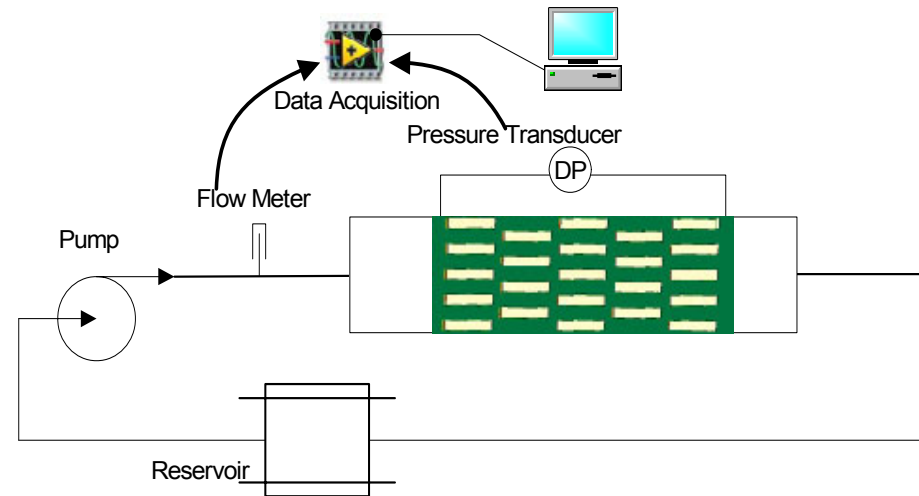 Data Acquisition
Pressure Transducer
DP
Flow Meter
Pump
Reservoir